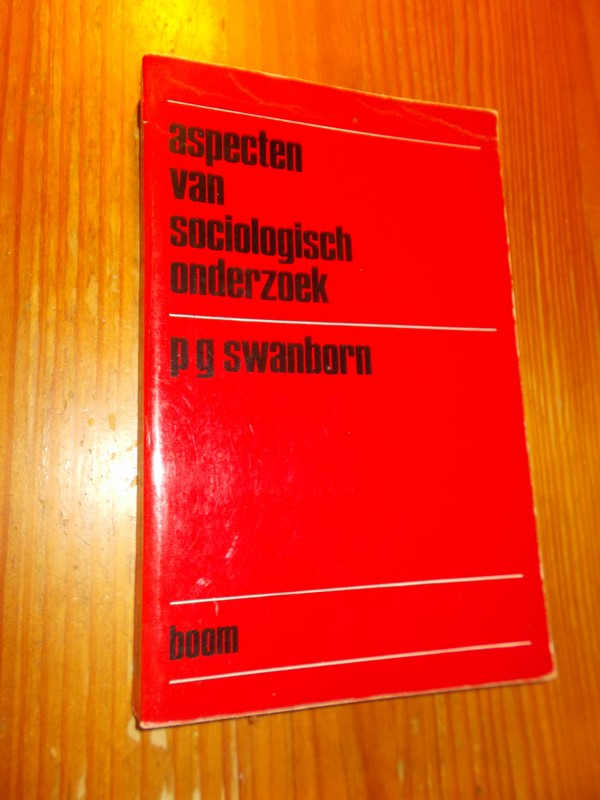 aspecten
van
sociologisch
onderzoek
p g swanborn
boom